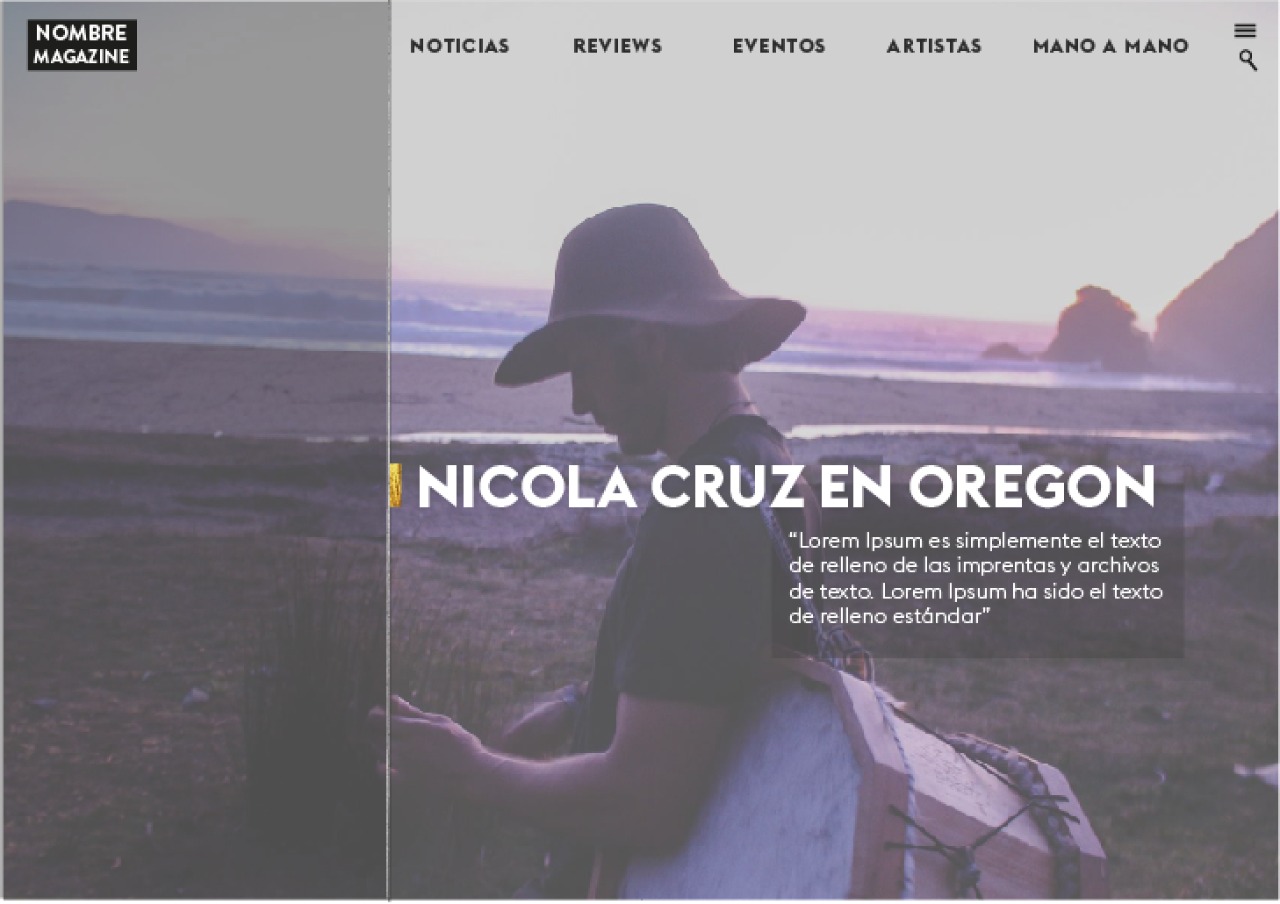 NOMBRE
MAGAZINE
NOTICIAS REVIEWS EVENTOS ARTISTAS MANO A MANO
NICOLA CRUZ EN OREGON
“Lorem Ipsum es simplemente el texto
de relleno de las imprentas y archivos
de texto. Lorem Ipsum ha sido el texto
de relleno estándar”